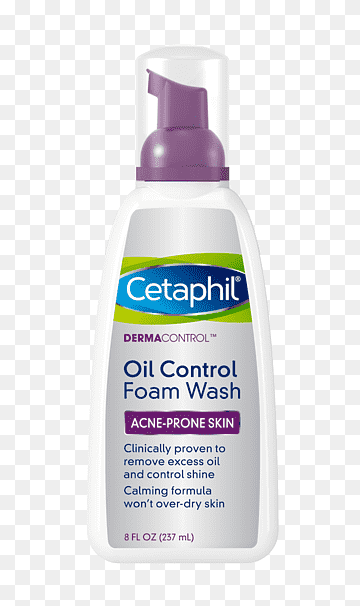 Cetaphil®
DERMACONTROL™
Oil Control
Foam Wash
ACNE-PRONE SKIN
Clinically proven to
remove excess oil
and control shine
Calming formula
won't over-dry skin
8 FL OZ (237 mL)